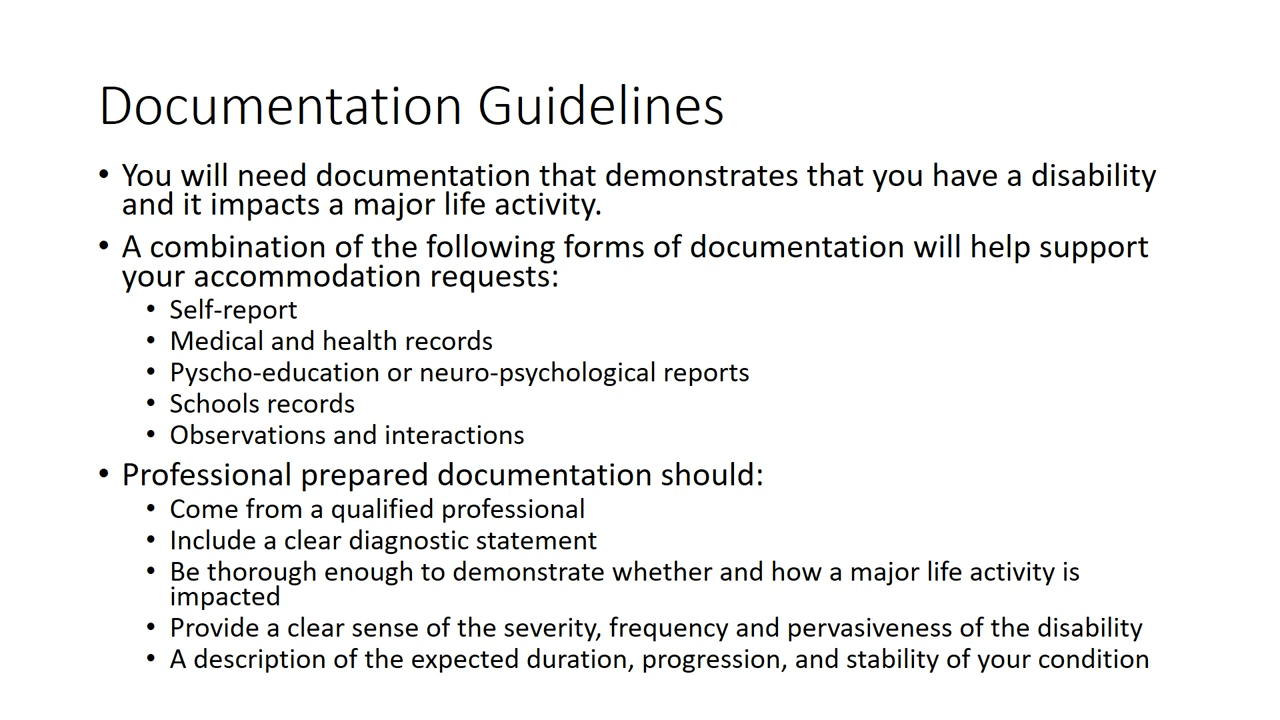 Documentation Guidelines
• You will need documentation that demonstrates that you have a disability
and it impacts a major life activity.
• A combination of the following forms of documentation will help support
your accommodation requests:
• Self-report
• Medical and health records
• Pyscho-education or neuro-psychological reports
• Schools records
• Observations and interactions
• Professional prepared documentation should:
• Come from a qualified professional
• Include a clear diagnostic statement
• Be thorough enough to demonstrate whether and how a major life activity is
impacted
• Provide a clear sense of the severity, frequency and pervasiveness of the disability
• A description of the expected duration, progression, and stability of your condition